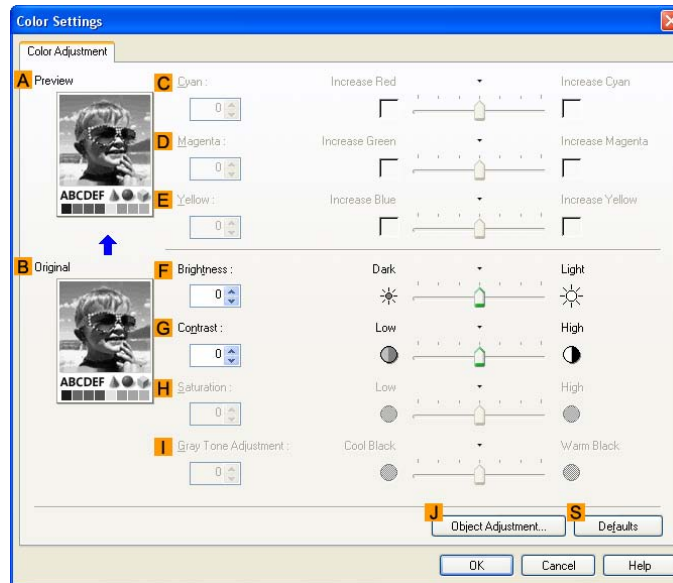 Color Settings
Color Adjustment
A Preview
ABCDEF
B Original
ABCDEF
C Cyan : Increase Red Increase Cyan
0
D Magenta : Increase Green Increase Magenta
0
E Yellow : Increase Blue Increase Yellow
0
F Brightness : Dark Light
0
G Contrast : Low High
0
H Saturation : Low High
0
I Gray Tone Adjustment : Cool Black Warm Black
0
J Object Adjustment... S Defaults
OK Cancel Help